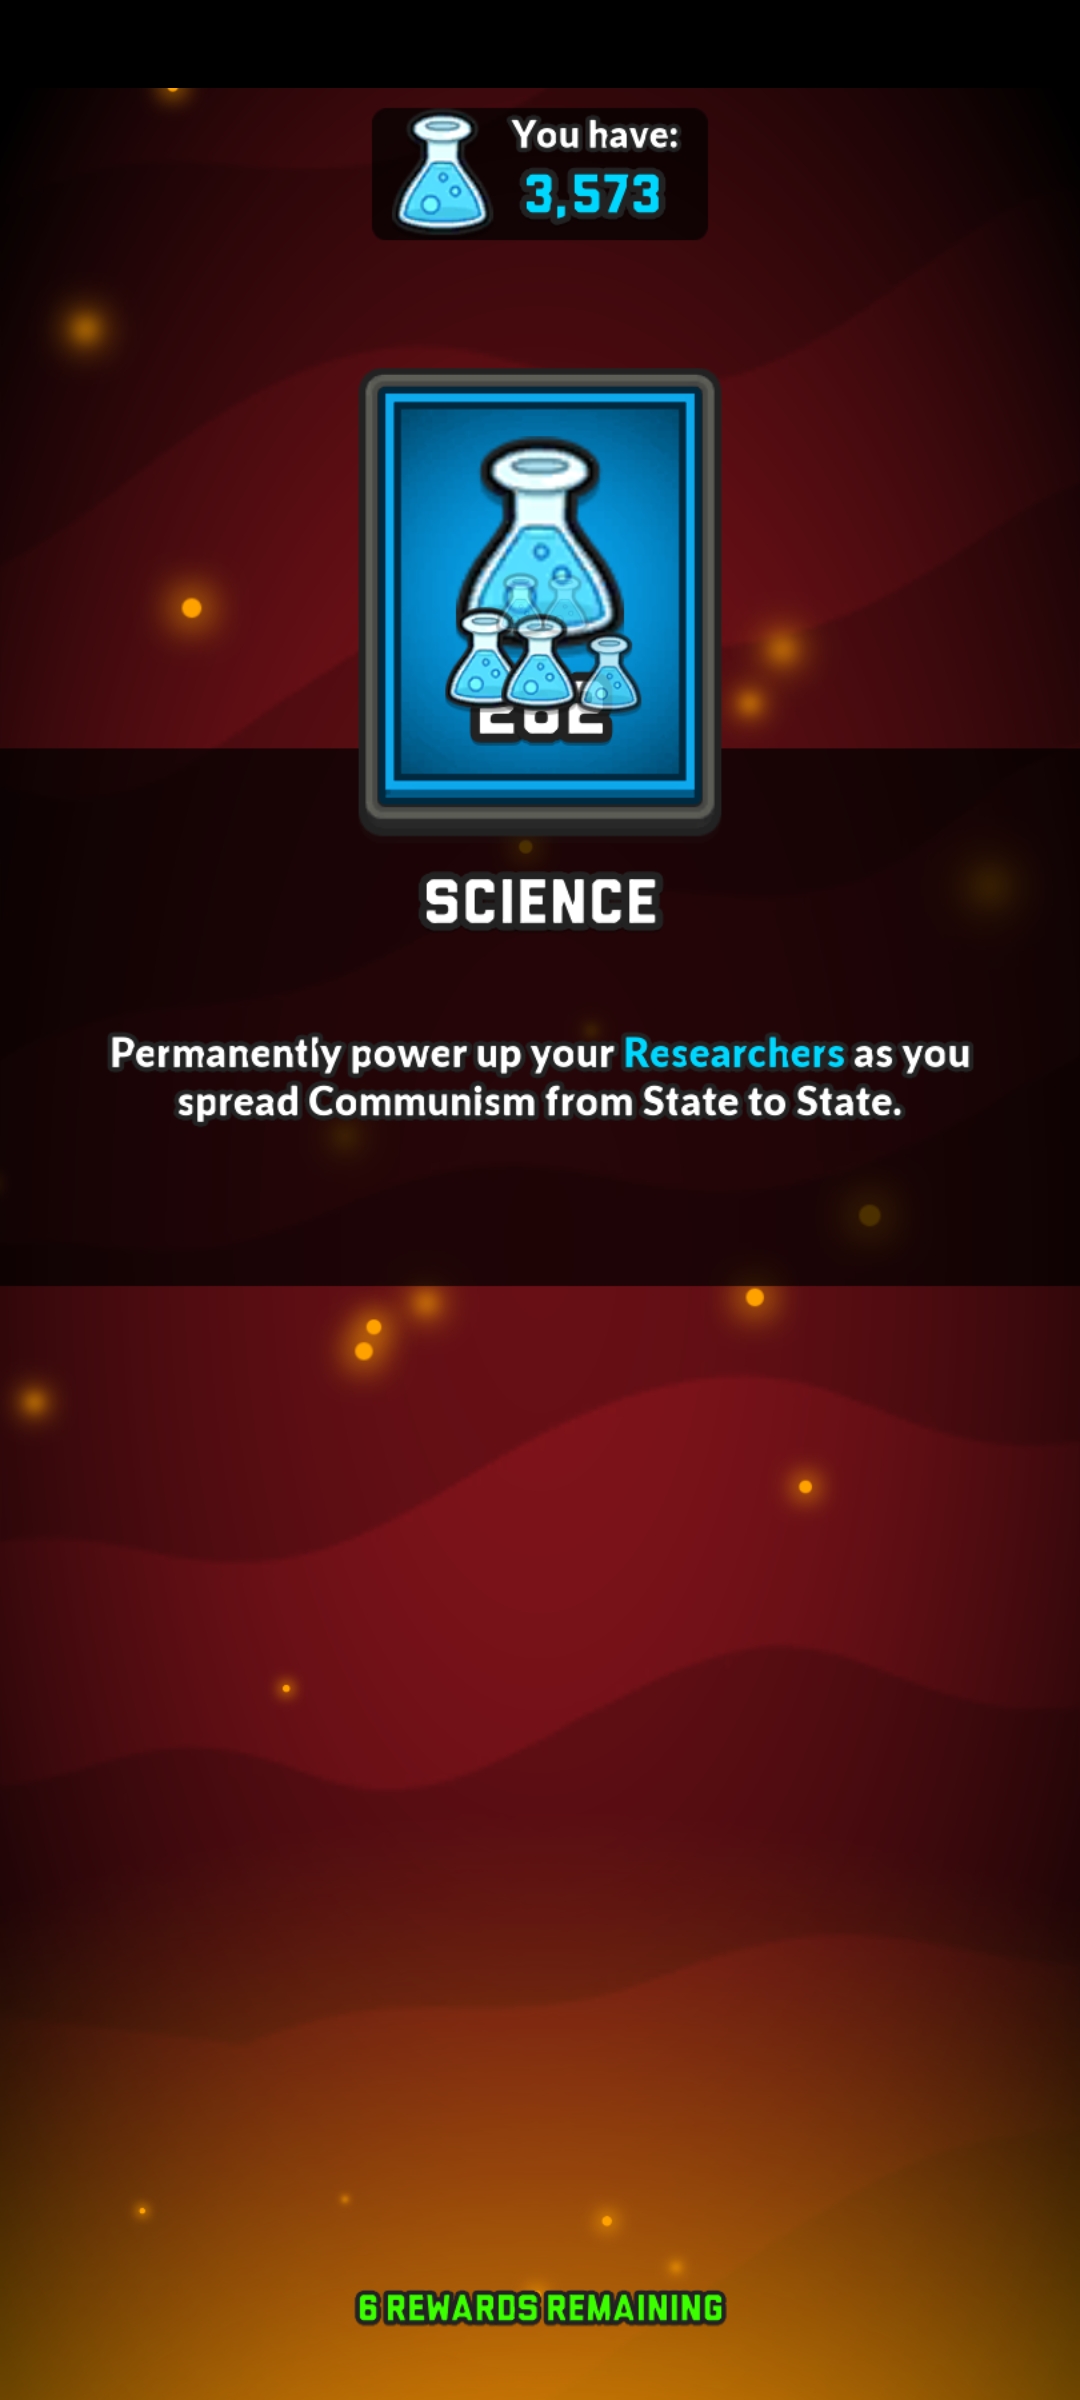 You have:
3,573
SCIENCE
Permanently power up your Researchers as you
spread Communism from State to State.
6 REWARDS REMAINING